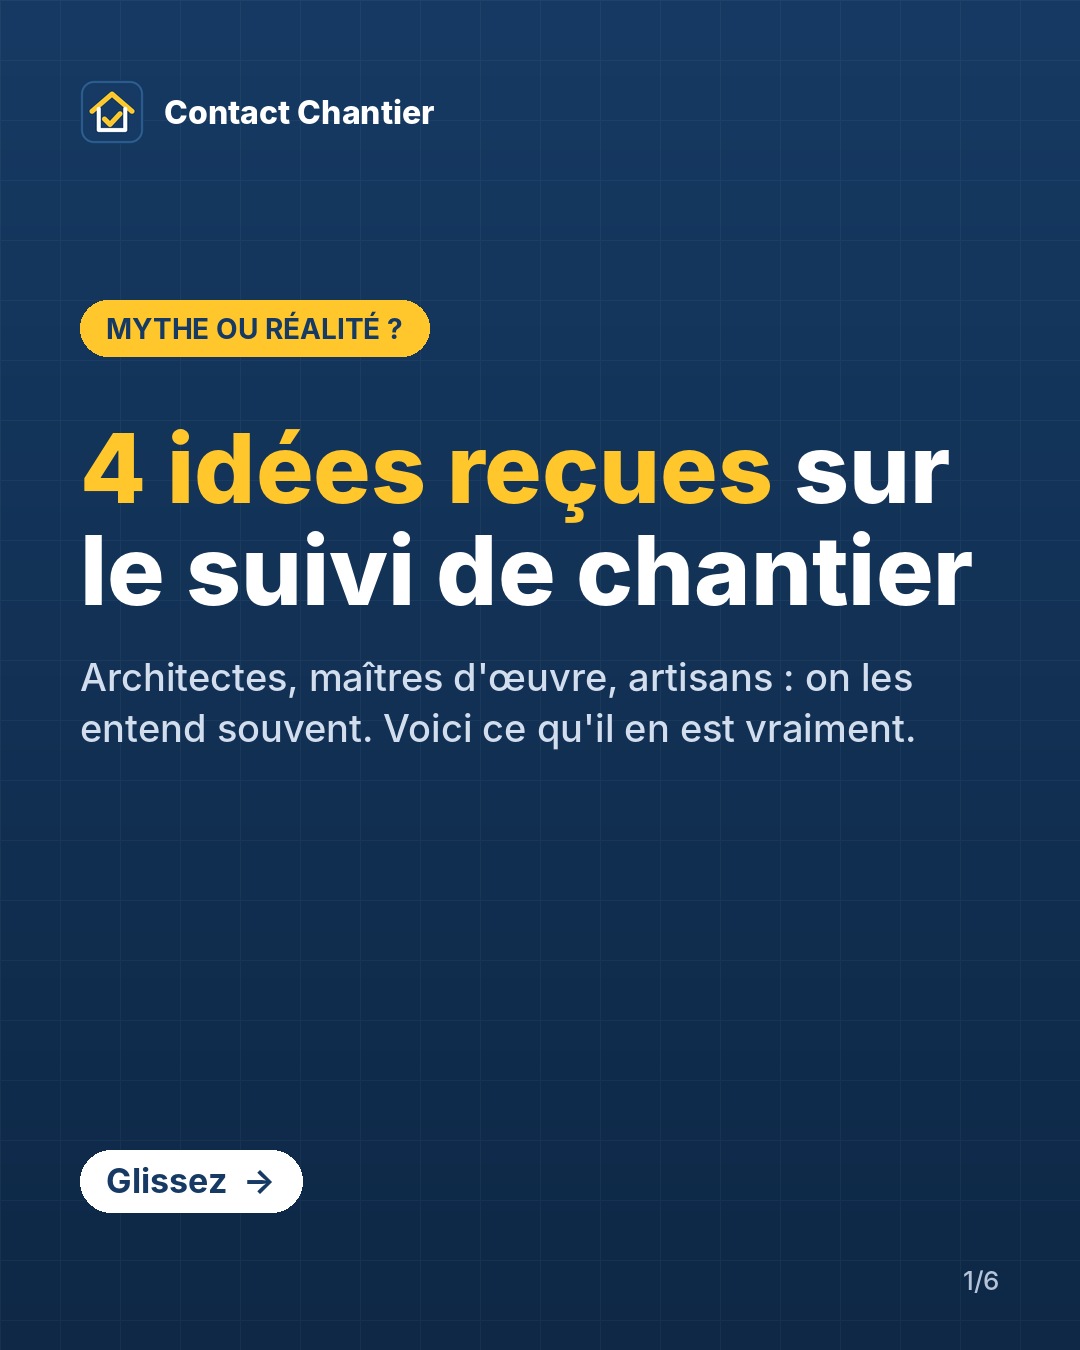 Contact Chantier
MYTHE OU RÉALITÉ ?
4 idées reçues sur
le suivi de chantier
Architectes, maîtres d'œuvre, artisans : on les
entend souvent. Voici ce qu'il en est vraiment.
Glissez →
1/6